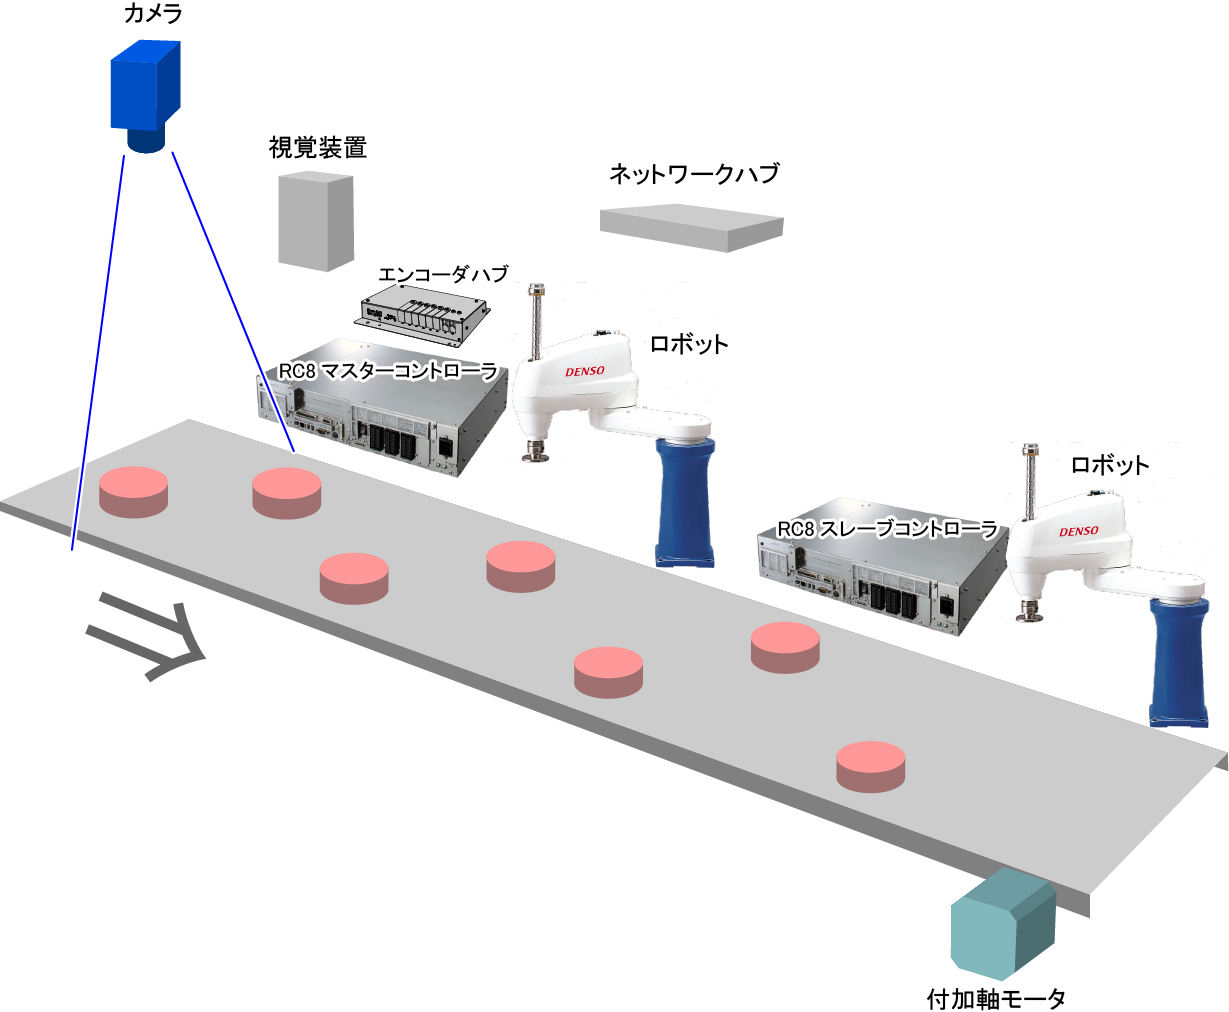 カメラ
視覚装置
ネットワークハブ
エンコーダハブ
ロボット
RC8 マスターコントローラ
DENSO
ロボット
RC8 スレーブコントローラ
DENSO
付加軸モータ